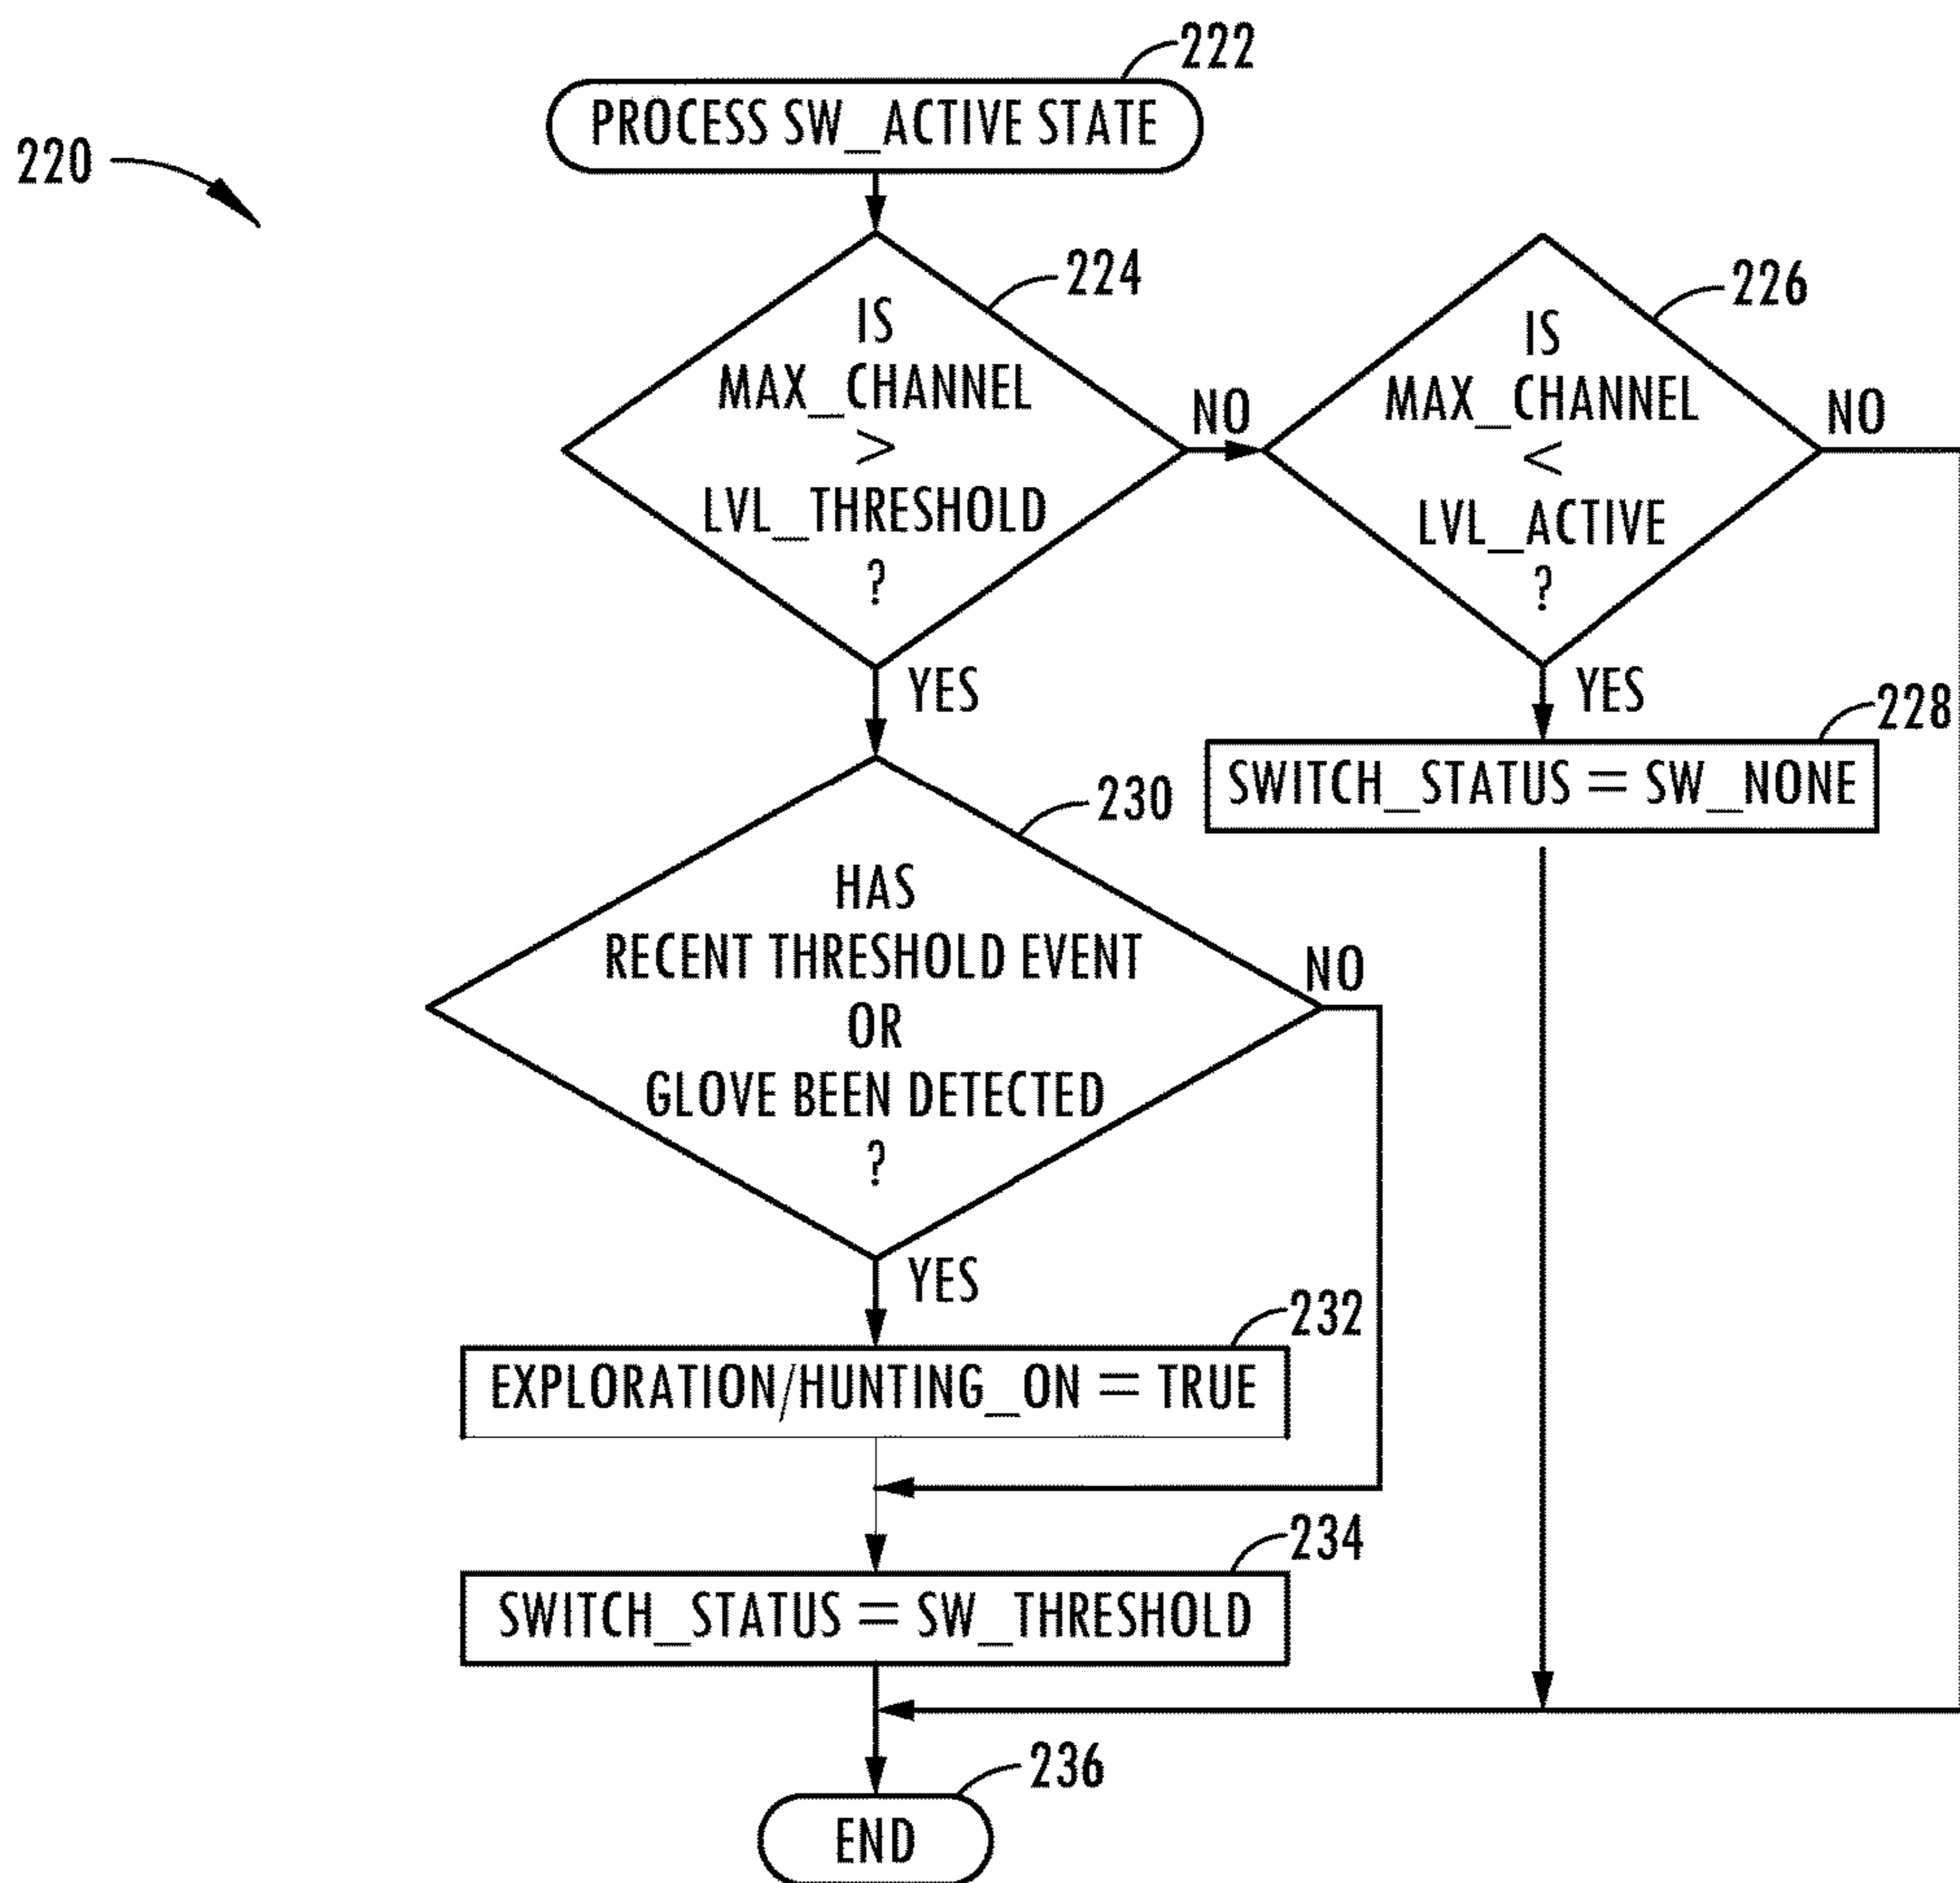 222
PROCESS SW_ACTIVE STATE
220
224
IS
MAX_CHANNEL
>
LVL_THRESHOLD
?
NO
YES
226
IS
MAX_CHANNEL
<
LVL_ACTIVE
?
NO
YES
228
SWITCH_STATUS = SW_NONE
230
HAS
RECENT THRESHOLD EVENT
OR
GLOVE BEEN DETECTED
?
NO
YES
232
EXPLORATION/HUNTING_ON = TRUE
234
SWITCH_STATUS = SW_THRESHOLD
236
END